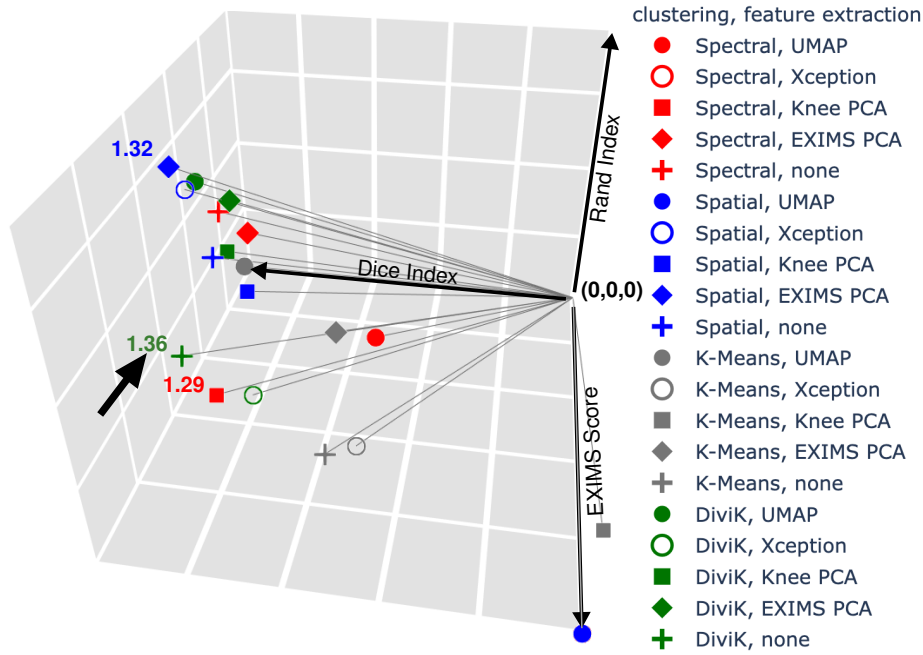 clustering, feature extraction
Spectral, UMAP
Spectral, Xception
Spectral, Knee PCA
Spectral, EXIMS PCA
Spectral, none
Spatial, UMAP
Spatial, Xception
Spatial, Knee PCA
Spatial, EXIMS PCA
Spatial, none
K-Means, UMAP
K-Means, Xception
K-Means, Knee PCA
K-Means, EXIMS PCA
K-Means, none
DiviK, UMAP
DiviK, Xception
DiviK, Knee PCA
DiviK, EXIMS PCA
DiviK, none
Rand Index
1.32
Dice Index
(0,0,0)
1.36
1.29
EXIMS Score